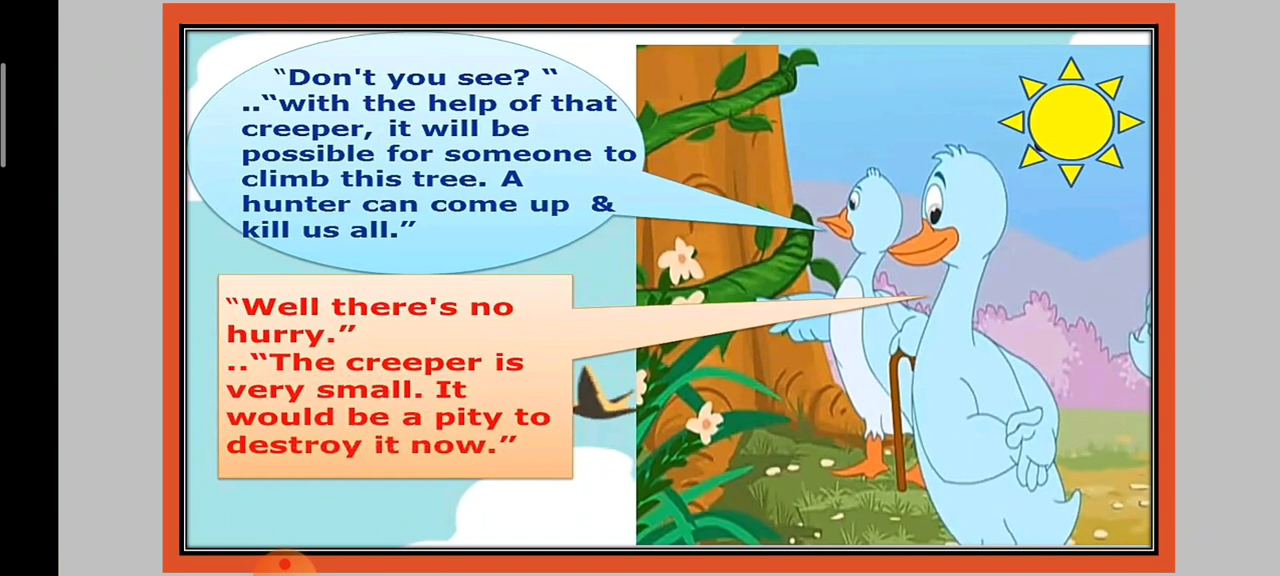 “Don't you see? “
..“with the help of that
creeper, it will be
possible for someone to
climb this tree. A
hunter can come up &
kill us all.”
“Well there's no
hurry.”
..“The creeper is
very small. It
would be a pity to
destroy it now.”